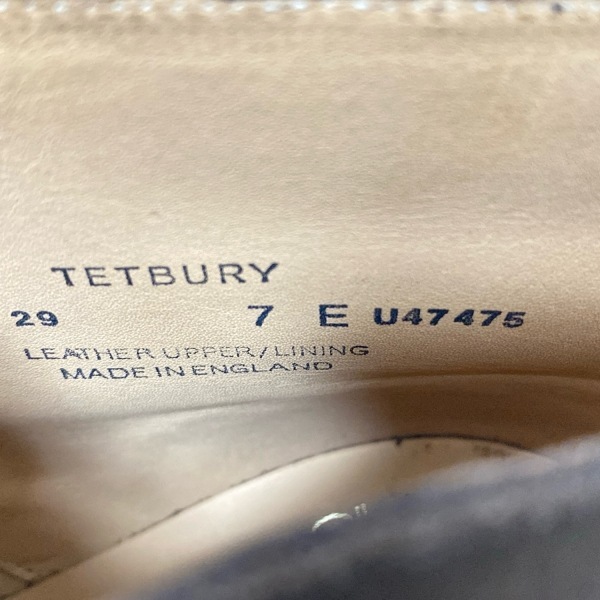 TETBURY
29 7 E U47475
LEATHER UPPER/LINING
MADE IN ENGLAND